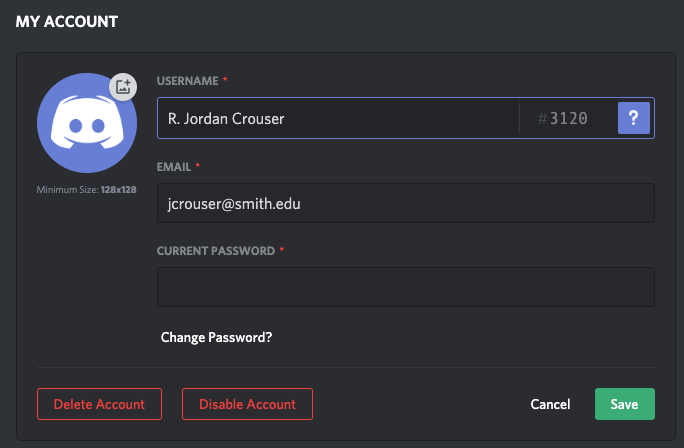 MY ACCOUNT
USERNAME *
R. Jordan Crouser #3120 ?
Minimum Size: 128x128
EMAIL *
jcrouser@smith.edu
CURRENT PASSWORD *
Change Password?
Delete Account Disable Account Cancel Save